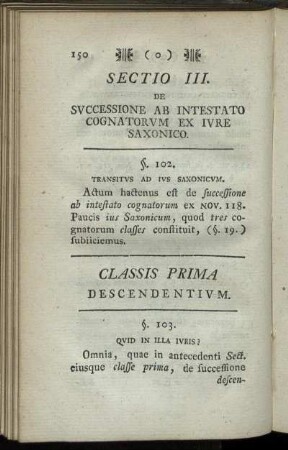 150 (o)
SECTIO III.
DE
SVCCESSIONE AB INTESTATO
COGNATORVM EX IVRE
SAXONICO.
§. 102.
TRANSITVS AD IVS SAXONICVM.
Actum hactenus est de successione
ab intestato cognatorum EX NOV. 118.
Paucis ius Saxonicum, quod tres co-
gnatorum classes constituit, (§. 19.)
subiiciemus.
CLASSIS PRIMA
DESCENDENTIVM.
§. 103.
QVID IN ILLA IVRIS?
Omnia, quae in antecedenti Sect.
eiusque classe prima, de successione
descen-